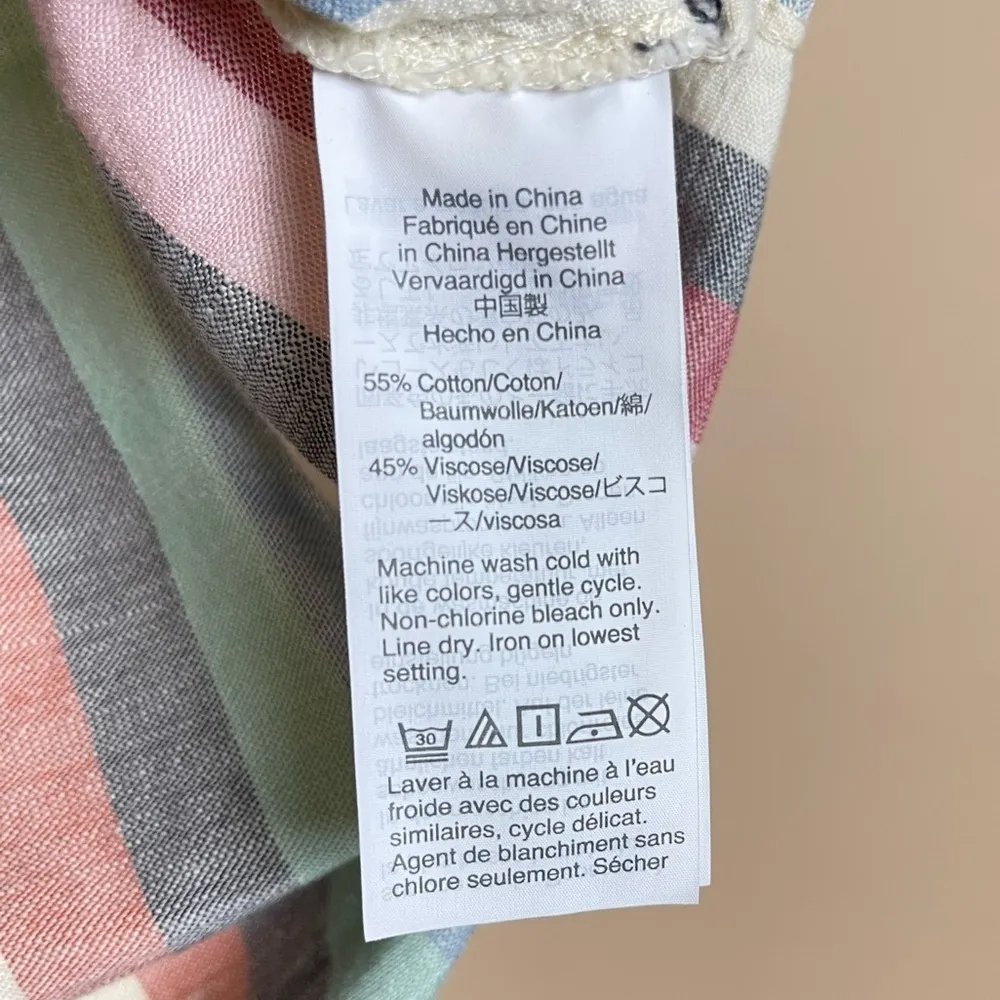 Made in China
Fabriqué en Chine
in China Hergestellt
Vervaardigd in China
中国製
Hecho en China
55% Cotton/Coton/
Baumwolle/Katoen/綿/
algodón
45% Viscose/Viscose/
Viskose/Viscose/ビスコ
ース/viscosa
Machine wash cold with
like colors, gentle cycle.
Non-chlorine bleach only.
Line dry. Iron on lowest
setting.
30
Laver à la machine à l'eau
froide avec des couleurs
similaires, cycle délicat.
Agent de blanchiment sans
chlore seulement. Sécher